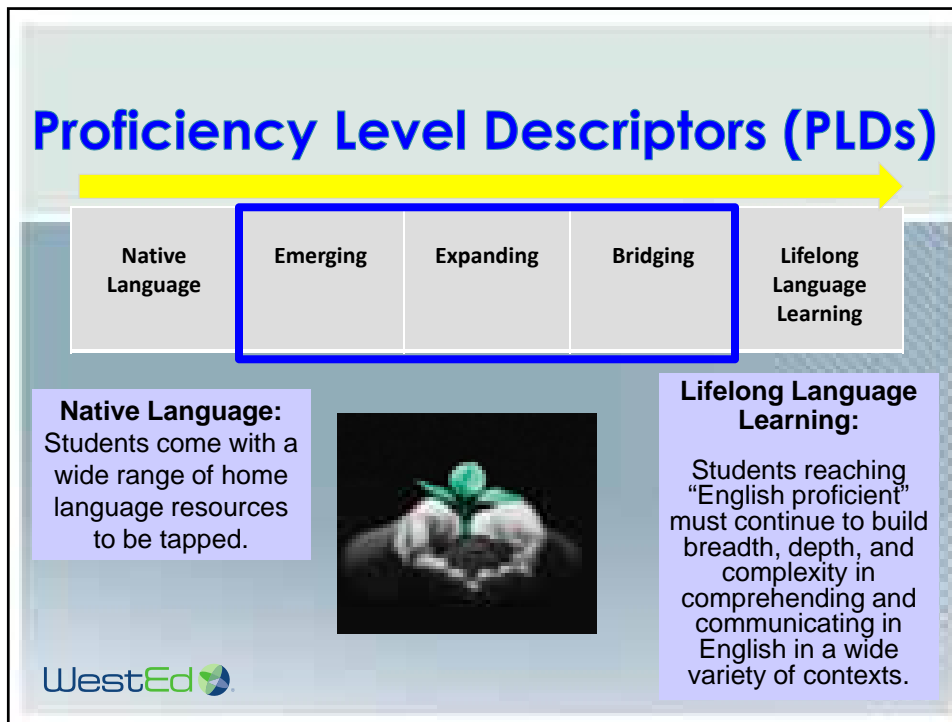 Proficiency Level Descriptors (PLDs)
Native
Language
Emerging
Expanding
Bridging
Lifelong
Language
Learning
Native Language:
Students come with a
wide range of home
language resources
to be tapped.
Lifelong Language
Learning:
Students reaching
“English proficient”
must continue to build
breadth, depth, and
complexity in
comprehending and
communicating in
English in a wide
variety of contexts.
WestEd